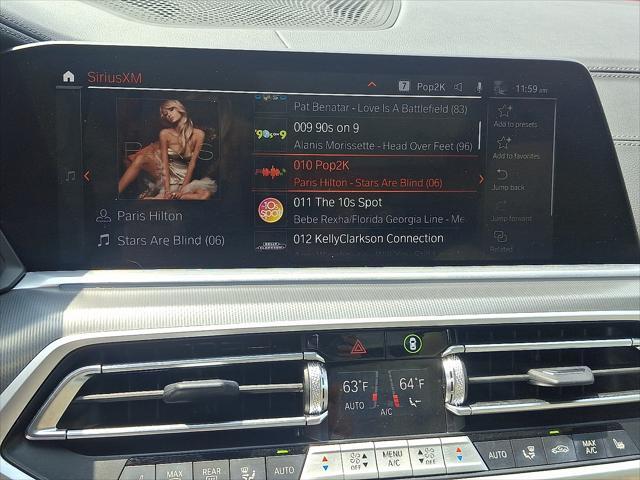 SiriusXM
7 Pop2K 11:59 am
Pat Benatar - Love Is A Battlefield (83)
009 90s on 9
Alanis Morissette - Head Over Feet (96)
010 Pop2K
Paris Hilton - Stars Are Blind (06)
011 The 10s Spot
Bebe Rexha/Florida Georgia Line - Me
012 KellyClarkson Connection
Paris Hilton
Stars Are Blind (06)
Add to presets
Add to favorites
Jump back
Jump forward
Related
63°F 64°F
AUTO
A/C
MAX
REAR
AUTO
OFF
MENU
A/C
OFF
AUTO
MAX
A/C